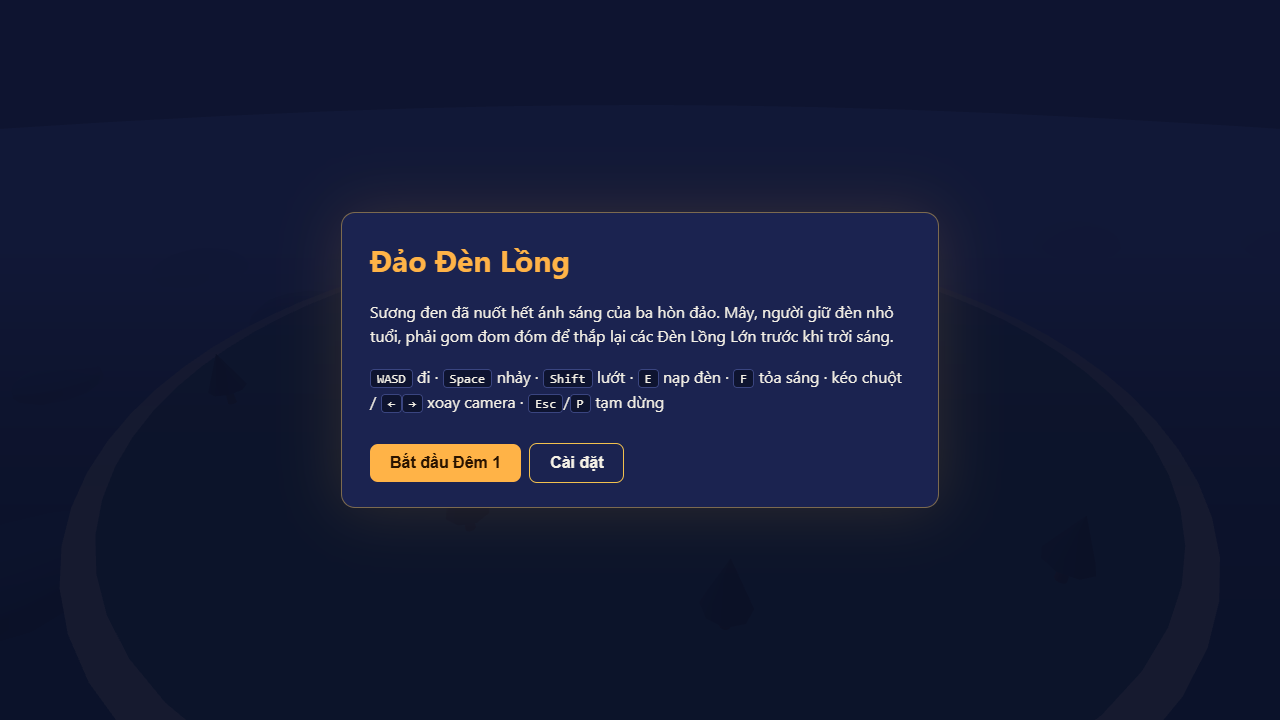 Đảo Đèn Lồng
Sương đen đã nuốt hết ánh sáng của ba hòn đảo. Mây, người giữ đèn nhỏ
tuổi, phải gom đom đóm để thắp lại các Đèn Lồng Lớn trước khi trời sáng.
WASD đi · Space nhảy · Shift lướt · E nạp đèn · F tỏa sáng · kéo chuột
/ ← → xoay camera · Esc/P tạm dừng
Bắt đầu Đêm 1 Cài đặt